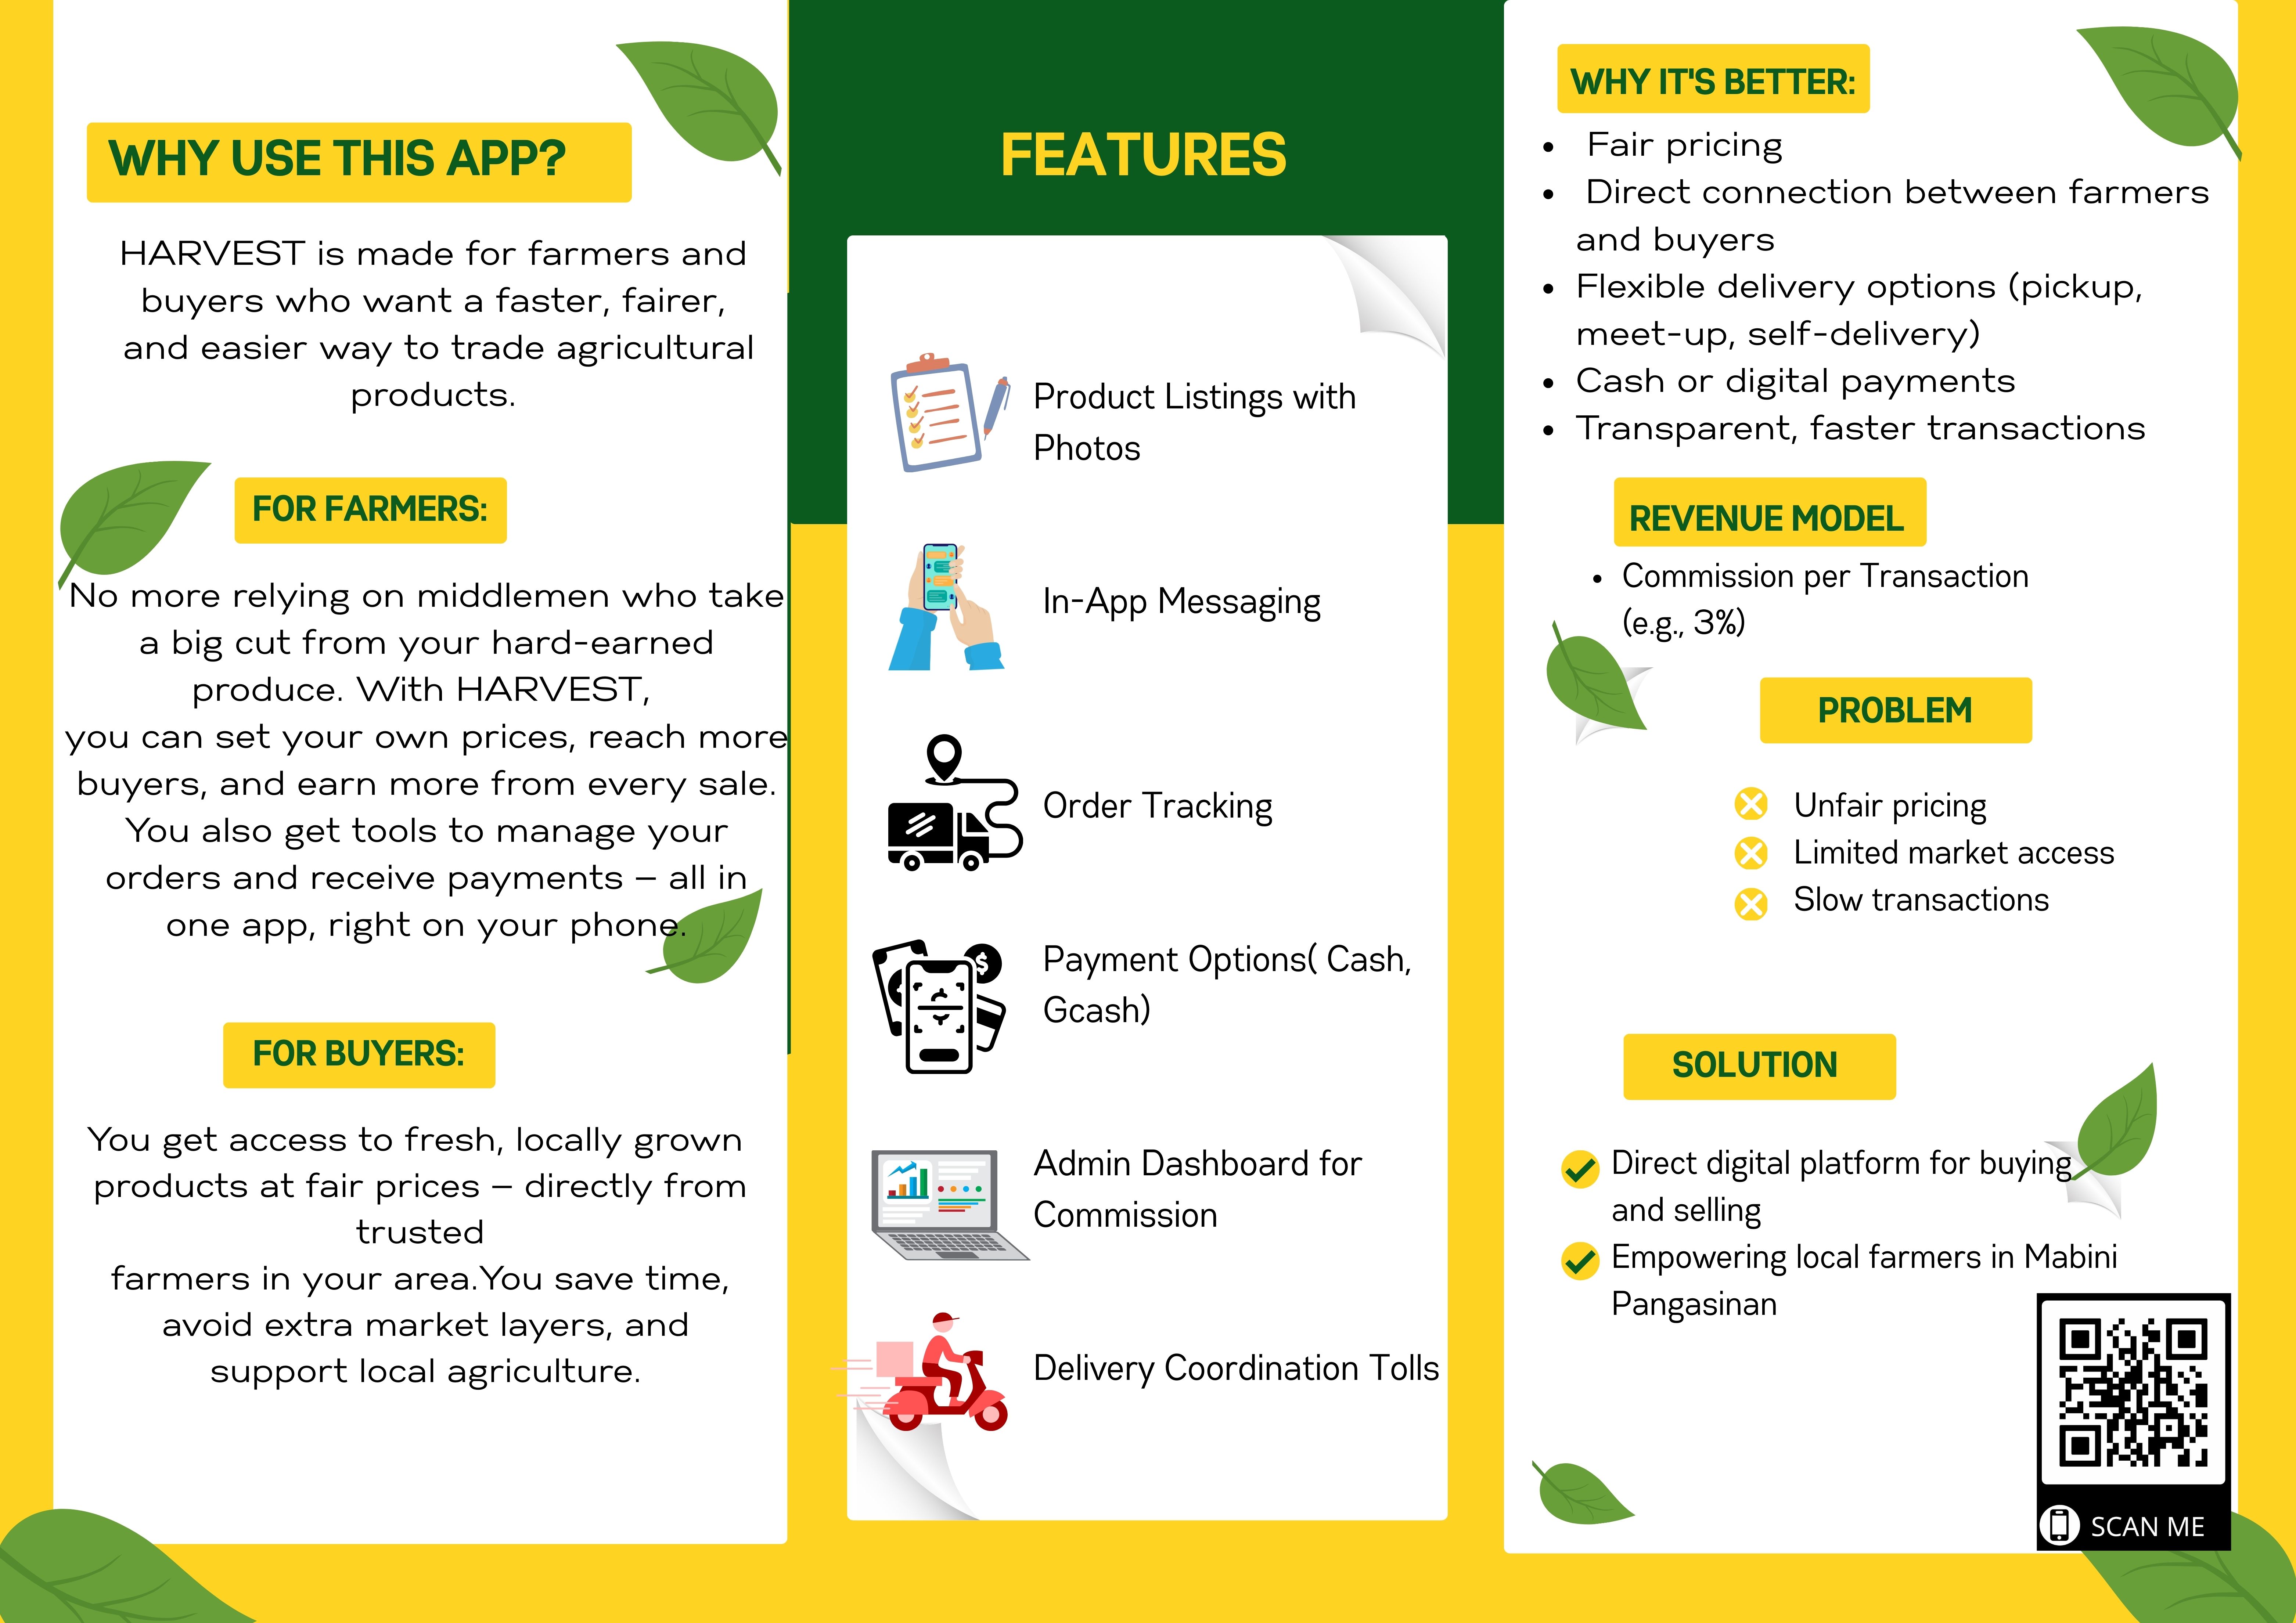 WHY USE THIS APP?
HARVEST is made for farmers and
buyers who want a faster, fairer,
and easier way to trade agricultural
products.
FOR FARMERS:
No more relying on middlemen who take
a big cut from your hard-earned
produce. With HARVEST,
you can set your own prices, reach more
buyers, and earn more from every sale.
You also get tools to manage your
orders and receive payments – all in
one app, right on your phone.
FOR BUYERS:
You get access to fresh, locally grown
products at fair prices – directly from
trusted
farmers in your area.You save time,
avoid extra market layers, and
support local agriculture.
FEATURES
Product Listings with
Photos
In-App Messaging
Order Tracking
Payment Options( Cash,
Gcash)
Admin Dashboard for
Commission
Delivery Coordination Tolls
WHY IT'S BETTER:
• Fair pricing
• Direct connection between farmers
and buyers
• Flexible delivery options (pickup,
meet-up, self-delivery)
• Cash or digital payments
• Transparent, faster transactions
REVENUE MODEL
• Commission per Transaction
(e.g., 3%)
PROBLEM
Unfair pricing
Limited market access
Slow transactions
SOLUTION
Direct digital platform for buying
and selling
Empowering local farmers in Mabini
Pangasinan
SCAN ME